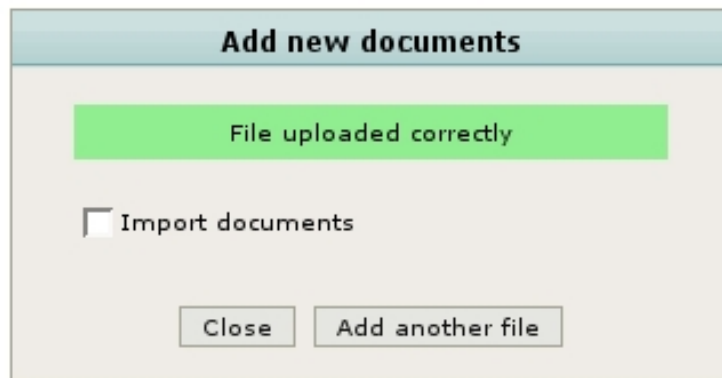 Add new documents
File uploaded correctly
Import documents
Close Add another file